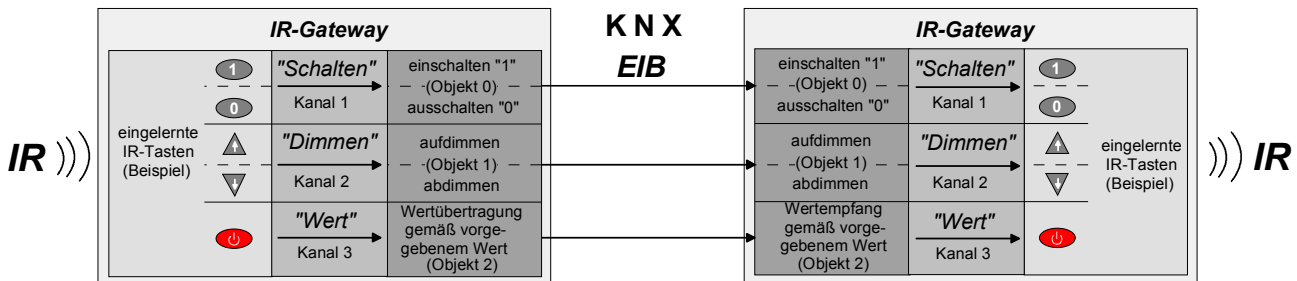 IR-Gateway
K N X
EIB
IR-Gateway
IR
eingelernte
IR-Tasten
(Beispiel)
1
0
"Schalten"
Kanal 1
einschalten "1"
(Objekt 0)
ausschalten "0"
"Dimmen"
Kanal 2
aufdimmen
(Objekt 1)
abdimmen
"Wert"
Kanal 3
Wertübertragung
gemäß vorge-
gebenem Wert
(Objekt 2)
einschalten "1"
(Objekt 0)
ausschalten "0"
"Schalten"
Kanal 1
1
0
aufdimmen
(Objekt 1)
abdimmen
"Dimmen"
Kanal 2
Wertempfang
gemäß vorge-
gebenem Wert
(Objekt 2)
"Wert"
Kanal 3
eingelernte
IR-Tasten
(Beispiel)
IR